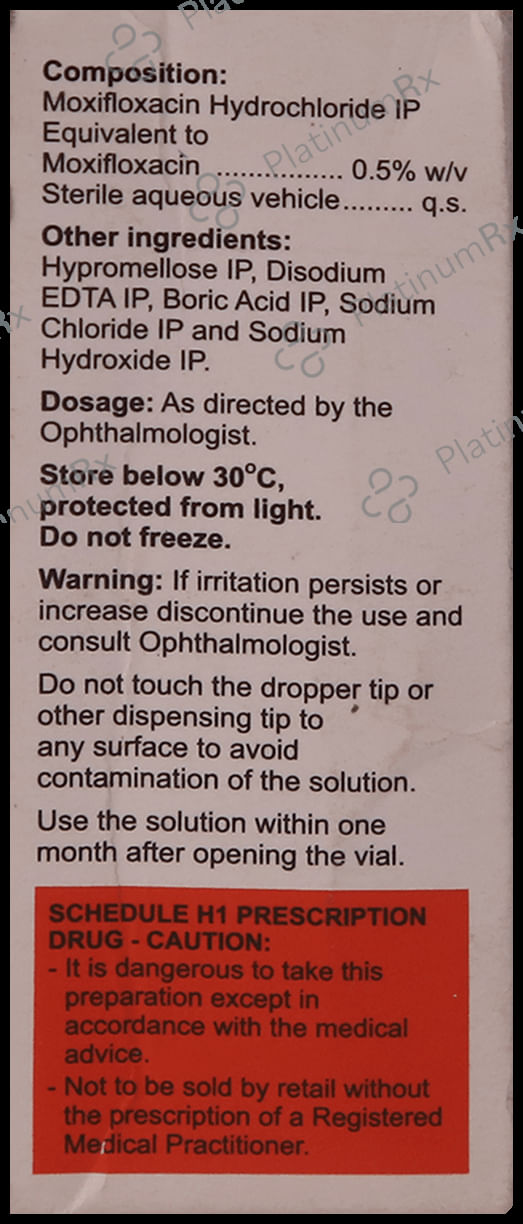 Composition:
Moxifloxacin Hydrochloride IP
Equivalent to
Moxifloxacin ................ 0.5% w/v
Sterile aqueous vehicle......... q.s.
Other ingredients:
Hypromellose IP, Disodium
EDTA IP, Boric Acid IP, Sodium
Chloride IP and Sodium
Hydroxide IP.
Dosage: As directed by the
Ophthalmologist.
Store below 30°C,
protected from light.
Do not freeze.
Warning: If irritation persists or
increase discontinue the use and
consult Ophthalmologist.
Do not touch the dropper tip or
other dispensing tip to
any surface to avoid
contamination of the solution.
Use the solution within one
month after opening the vial.
SCHEDULE H1 PRESCRIPTION
DRUG - CAUTION:
- It is dangerous to take this
preparation except in
accordance with the medical
advice.
- Not to be sold by retail without
the prescription of a Registered
Medical Practitioner.
PlatinumRx
PlatinumRx